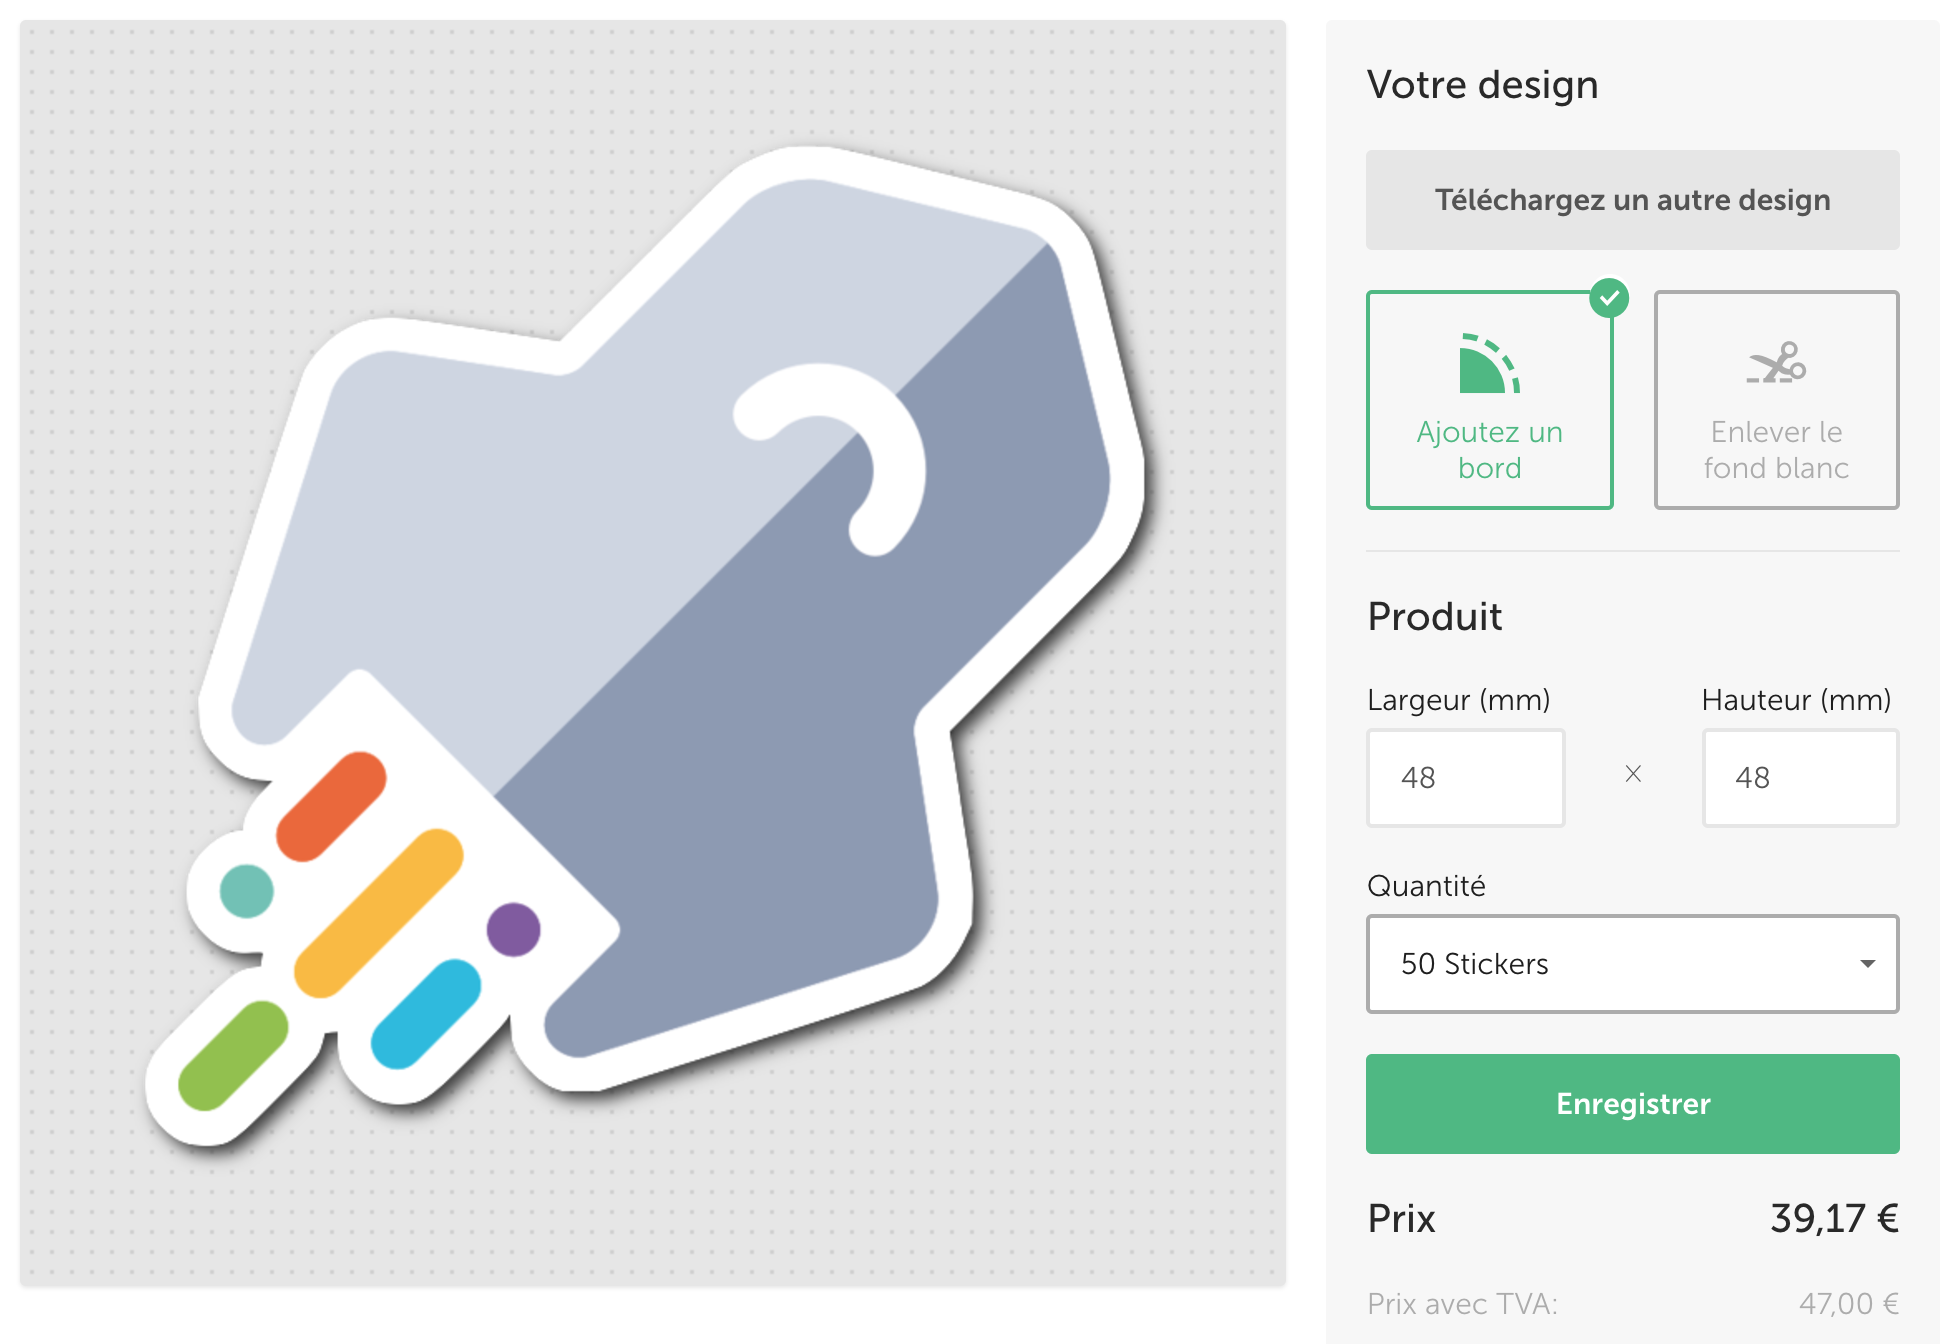 Votre design
Téléchargez un autre design
Ajoutez un
bord
Enlever le
fond blanc
Produit
Largeur (mm)
Hauteur (mm)
48
x
48
Quantité
50 Stickers
Enregistrer
Prix
39,17 €
Prix avec TVA:
47,00 €